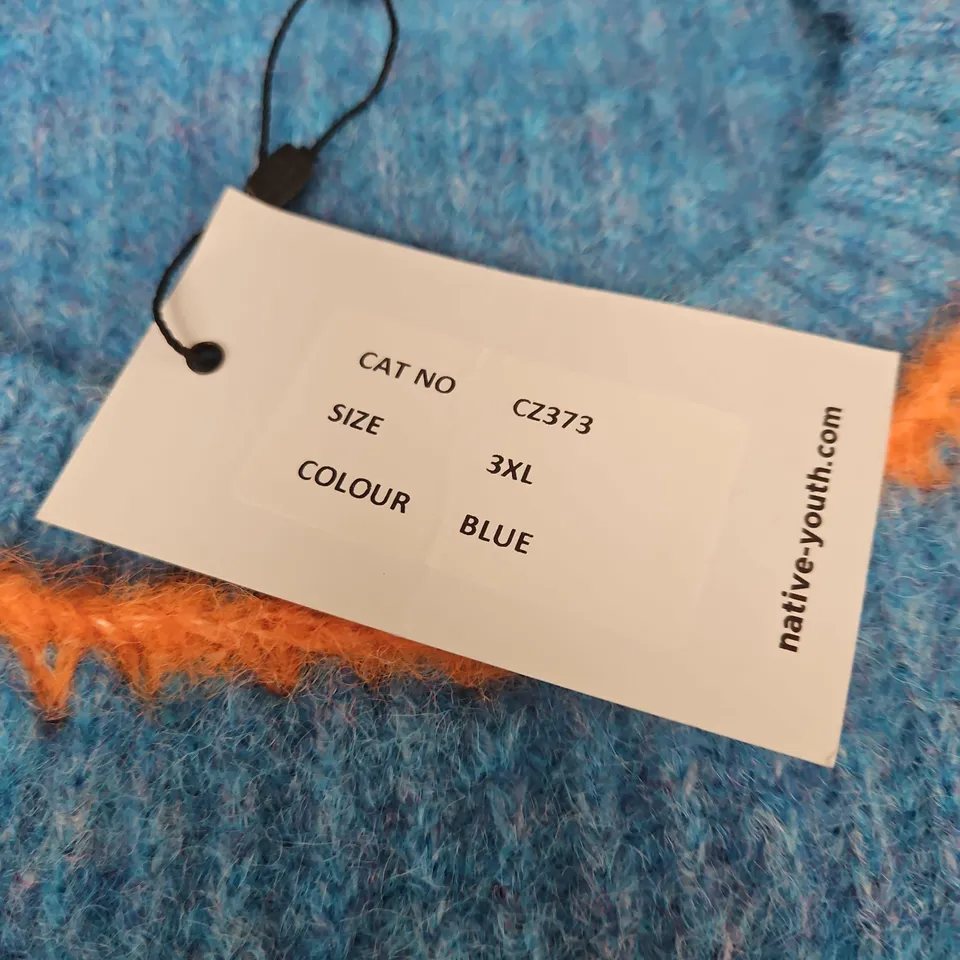 CAT NO CZ373
SIZE 3XL
COLOUR BLUE
native-youth.com